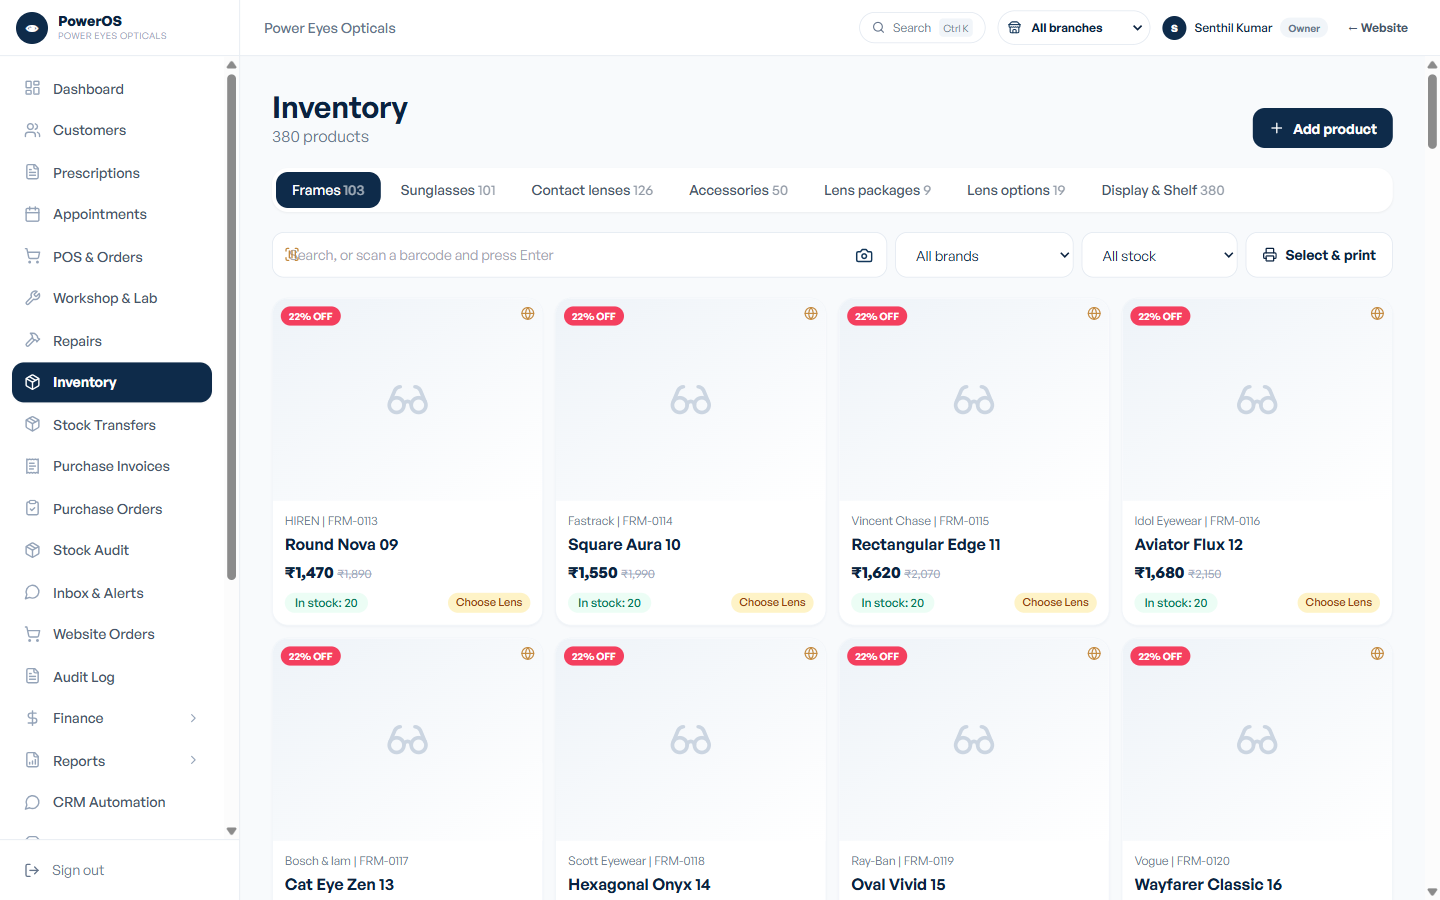 PowerOS
POWER EYES OPTICALS
Power Eyes Opticals
Search Ctrl K
All branches
S Senthil Kumar Owner
← Website
Dashboard
Customers
Prescriptions
Appointments
POS & Orders
Workshop & Lab
Repairs
Inventory
Stock Transfers
Purchase Invoices
Purchase Orders
Stock Audit
Inbox & Alerts
Website Orders
Audit Log
Finance
Reports
CRM Automation
Sign out
Inventory
380 products
+ Add product
Frames 103 Sunglasses 101 Contact lenses 126 Accessories 50 Lens packages 9 Lens options 19 Display & Shelf 380
Search, or scan a barcode and press Enter
All brands
All stock
Select & print
22% OFF
HIREN | FRM-0113
Round Nova 09
₹1,470 ₹1,890
In stock: 20 Choose Lens
22% OFF
Fastrack | FRM-0114
Square Aura 10
₹1,550 ₹1,990
In stock: 20 Choose Lens
22% OFF
Vincent Chase | FRM-0115
Rectangular Edge 11
₹1,620 ₹2,070
In stock: 20 Choose Lens
22% OFF
Idol Eyewear | FRM-0116
Aviator Flux 12
₹1,680 ₹2,150
In stock: 20 Choose Lens
22% OFF
Bosch & Iam | FRM-0117
Cat Eye Zen 13
22% OFF
Scott Eyewear | FRM-0118
Hexagonal Onyx 14
22% OFF
Ray-Ban | FRM-0119
Oval Vivid 15
22% OFF
Vogue | FRM-0120
Wayfarer Classic 16